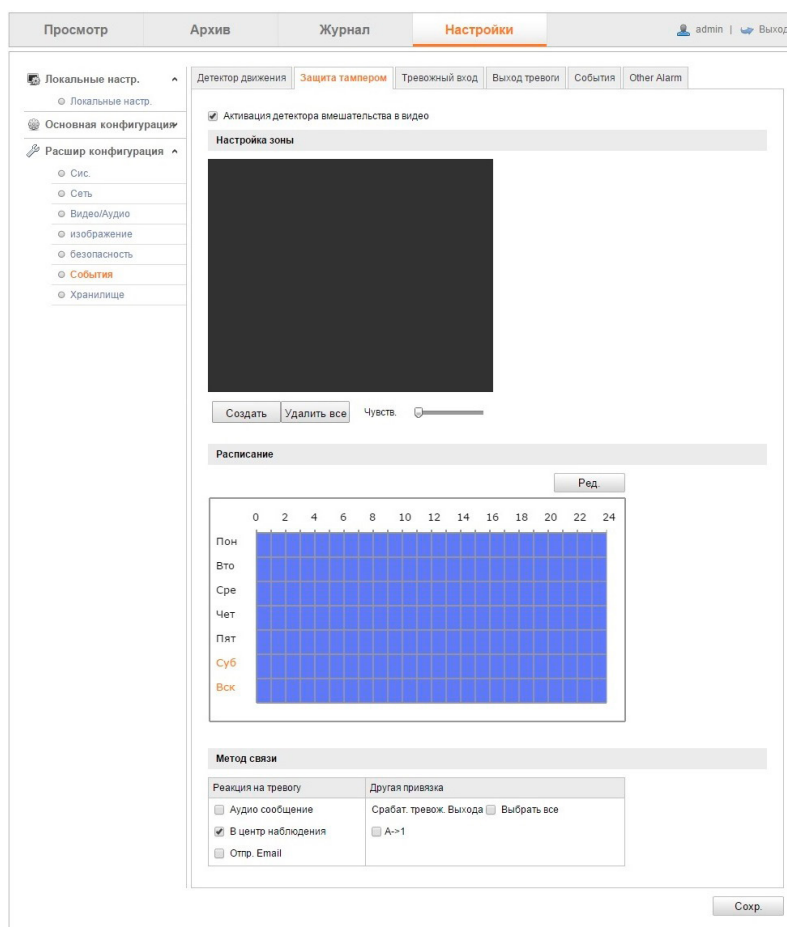 Просмотр Архив Журнал Настройки admin | Выход
Локальные настр.
Локальные настр.
Основная конфигурация
Расшир конфигурация
Сис.
Сеть
Видео/Аудио
изображение
безопасность
События
Хранилище
Детектор движения Защита тампером Тревожный вход Выход тревоги События Other Alarm
Активация детектора вмешательства в видео
Настройка зоны
Создать Удалить все Чувств.
Расписание
Ред.
0 2 4 6 8 10 12 14 16 18 20 22 24
Пон
Вто
Сре
Чет
Пят
Суб
Вск
Метод связи
Реакция на тревогу Другая привязка
Аудио сообщение Срабат. тревож. Выхода Выбрать все
В центр наблюдения A->1
Отпр. Email
Сохр.